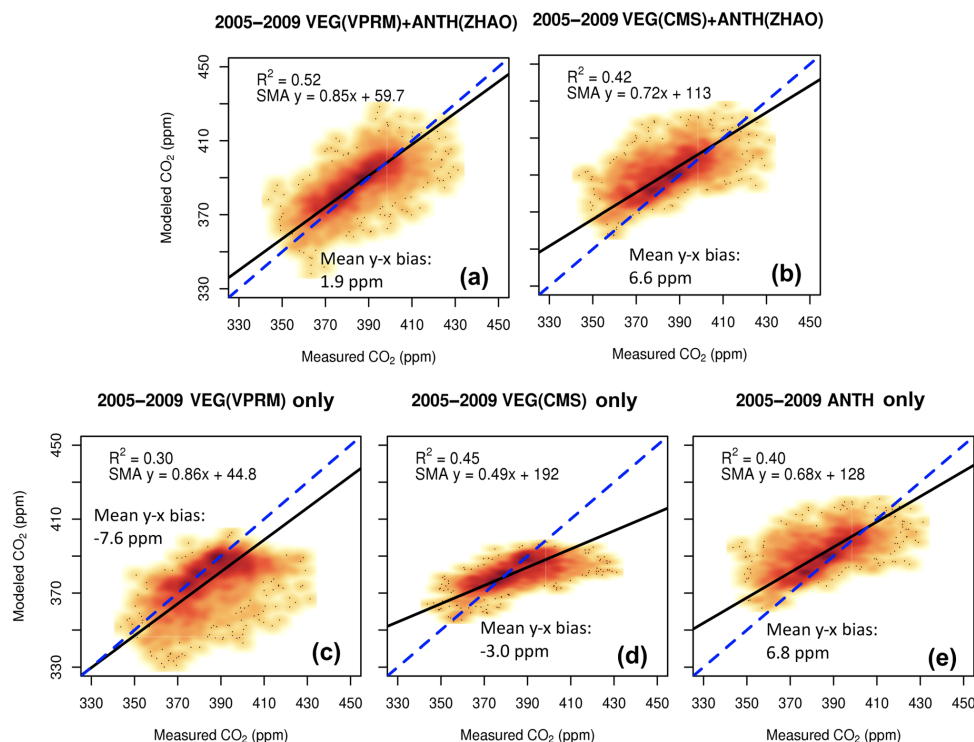 2005–2009 VEG(VPRM)+ANTH(ZHAO)
R² = 0.52
SMA y = 0.85x + 59.7
Mean y-x bias:
1.9 ppm
(a)
Modeled CO₂ (ppm)
330 370 410 450
330 350 370 390 410 430 450
Measured CO₂ (ppm)
2005–2009 VEG(CMS)+ANTH(ZHAO)
R² = 0.42
SMA y = 0.72x + 113
Mean y-x bias:
6.6 ppm
(b)
330 350 370 390 410 430 450
Measured CO₂ (ppm)
2005–2009 VEG(VPRM) only
R² = 0.30
SMA y = 0.86x + 44.8
Mean y-x bias:
-7.6 ppm
(c)
Modeled CO₂ (ppm)
330 370 410 450
330 350 370 390 410 430 450
Measured CO₂ (ppm)
2005–2009 VEG(CMS) only
R² = 0.45
SMA y = 0.49x + 192
Mean y-x bias:
-3.0 ppm
(d)
330 350 370 390 410 430 450
Measured CO₂ (ppm)
2005–2009 ANTH only
R² = 0.40
SMA y = 0.68x + 128
Mean y-x bias:
6.8 ppm
(e)
330 350 370 390 410 430 450
Measured CO₂ (ppm)